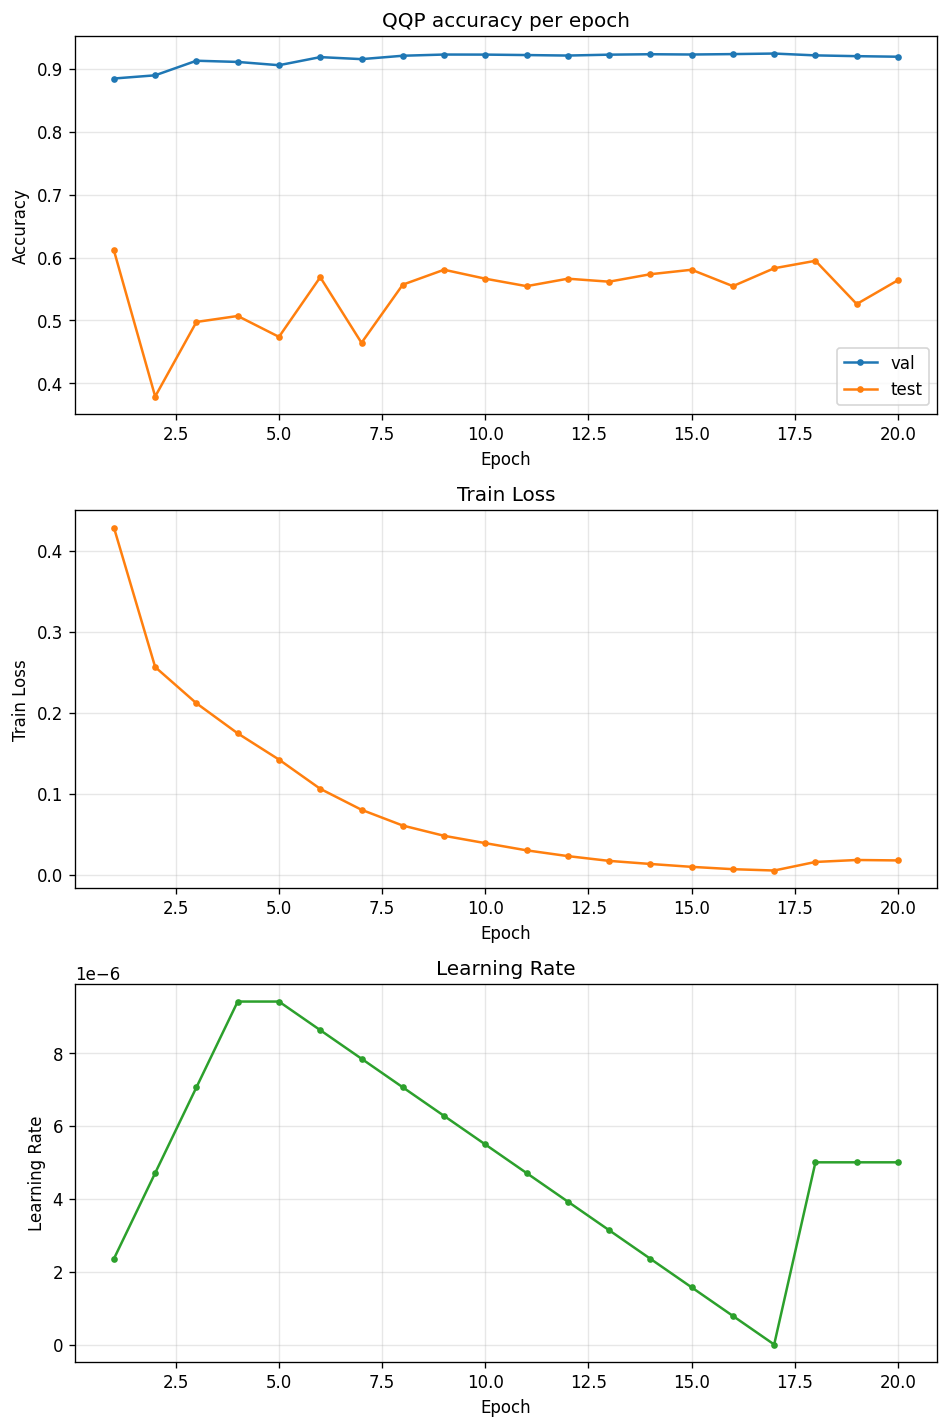 QQP accuracy per epoch
Accuracy
0.9
0.8
0.7
0.6
0.5
0.4
val
test
2.5 5.0 7.5 10.0 12.5 15.0 17.5 20.0
Epoch
Train Loss
Train Loss
0.4
0.3
0.2
0.1
0.0
2.5 5.0 7.5 10.0 12.5 15.0 17.5 20.0
Epoch
Learning Rate
1e−6
Learning Rate
8
6
4
2
0
2.5 5.0 7.5 10.0 12.5 15.0 17.5 20.0
Epoch